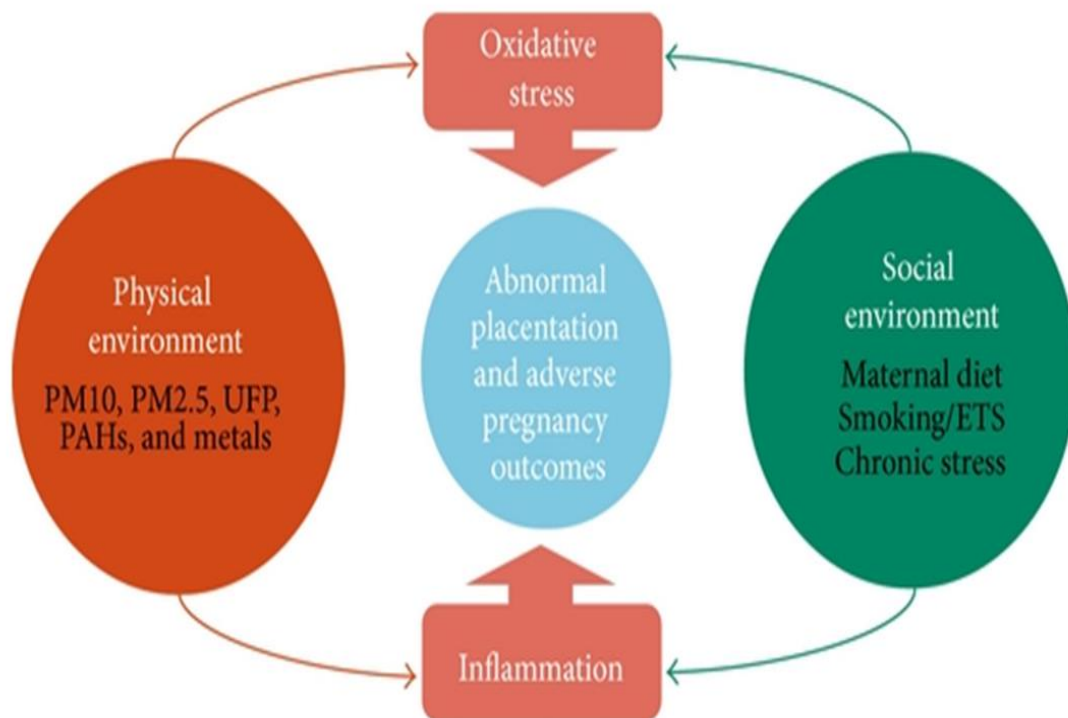 Oxidative
stress
Physical
environment
PM10, PM2.5, UFP,
PAHs, and metals
Abnormal
placentation
and adverse
pregnancy
outcomes
Social
environment
Maternal diet
Smoking/ETS
Chronic stress
Inflammation